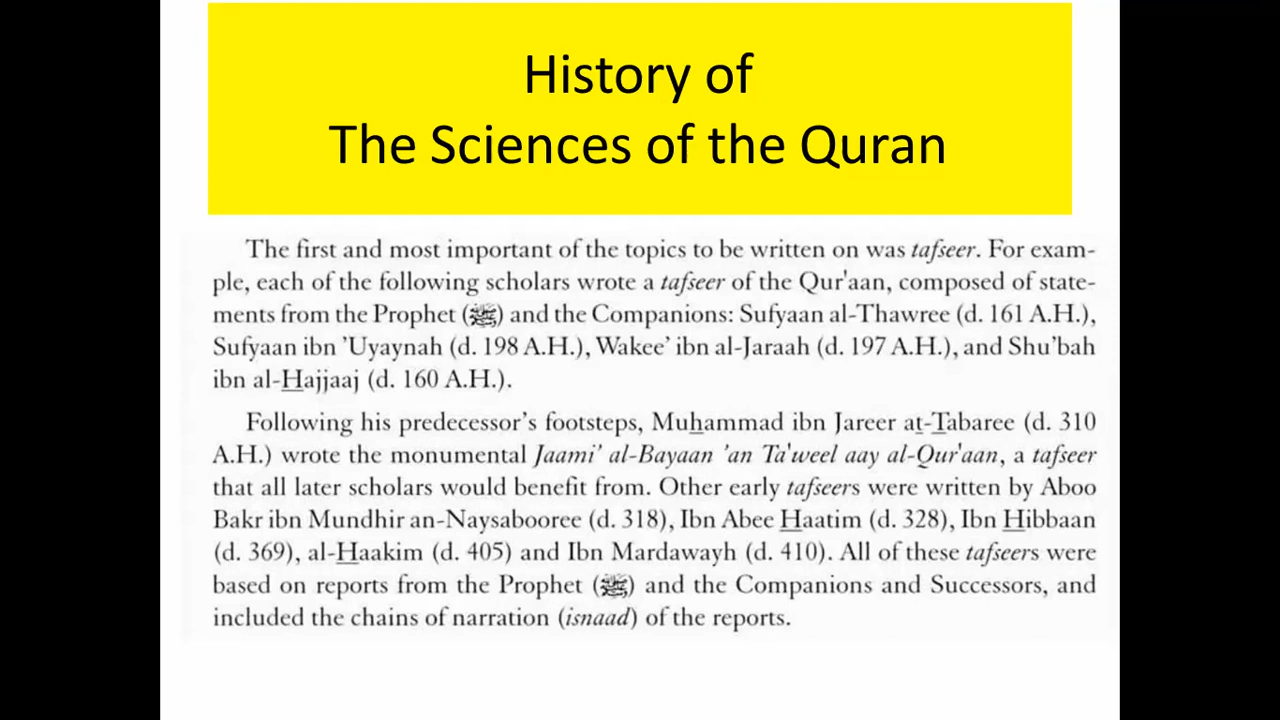 History of
The Sciences of the Quran
The first and most important of the topics to be written on was tafseer. For exam-
ple, each of the following scholars wrote a tafseer of the Qur'aan, composed of state-
ments from the Prophet (ﷺ) and the Companions: Sufyaan al-Thawree (d. 161 A.H.),
Sufyaan ibn ’Uyaynah (d. 198 A.H.), Wakee’ ibn al-Jaraah (d. 197 A.H.), and Shu’bah
ibn al-Hajjaaj (d. 160 A.H.).
Following his predecessor’s footsteps, Muhammad ibn Jareer at-Tabaree (d. 310
A.H.) wrote the monumental Jaami’ al-Bayaan ’an Ta'weel aay al-Qur'aan, a tafseer
that all later scholars would benefit from. Other early tafseers were written by Aboo
Bakr ibn Mundhir an-Naysabooree (d. 318), Ibn Abee Haatim (d. 328), Ibn Hibbaan
(d. 369), al-Haakim (d. 405) and Ibn Mardawayh (d. 410). All of these tafseers were
based on reports from the Prophet (ﷺ) and the Companions and Successors, and
included the chains of narration (isnaad) of the reports.